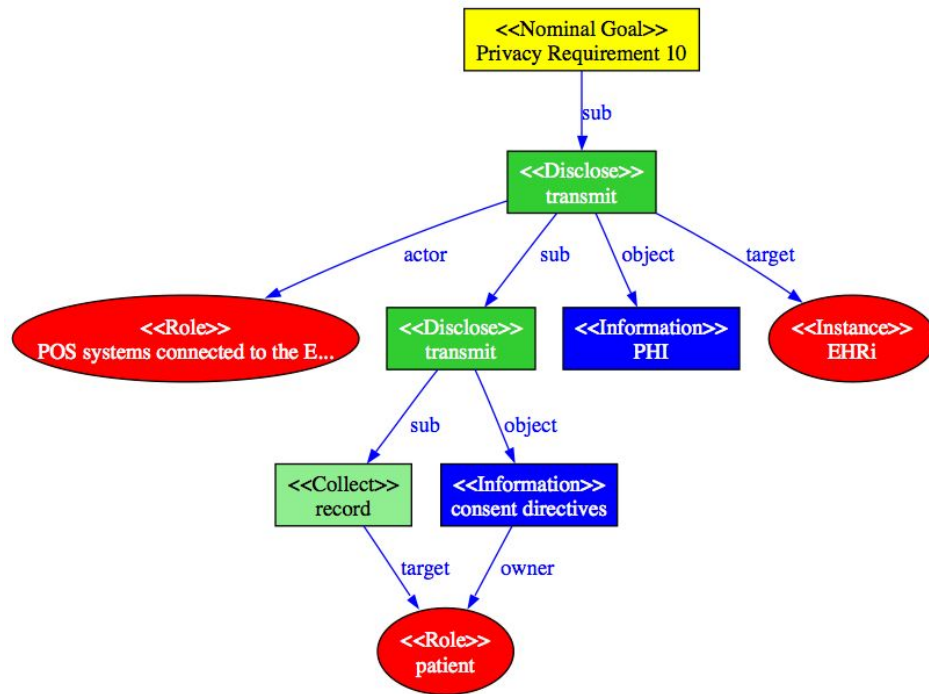 <<Nominal Goal>>
Privacy Requirement 10
sub
<<Disclose>>
transmit
actor
sub
object
target
<<Role>>
POS systems connected to the E...
<<Disclose>>
transmit
<<Information>>
PHI
<<Instance>>
EHRi
sub
object
<<Collect>>
record
<<Information>>
consent directives
target
owner
<<Role>>
patient